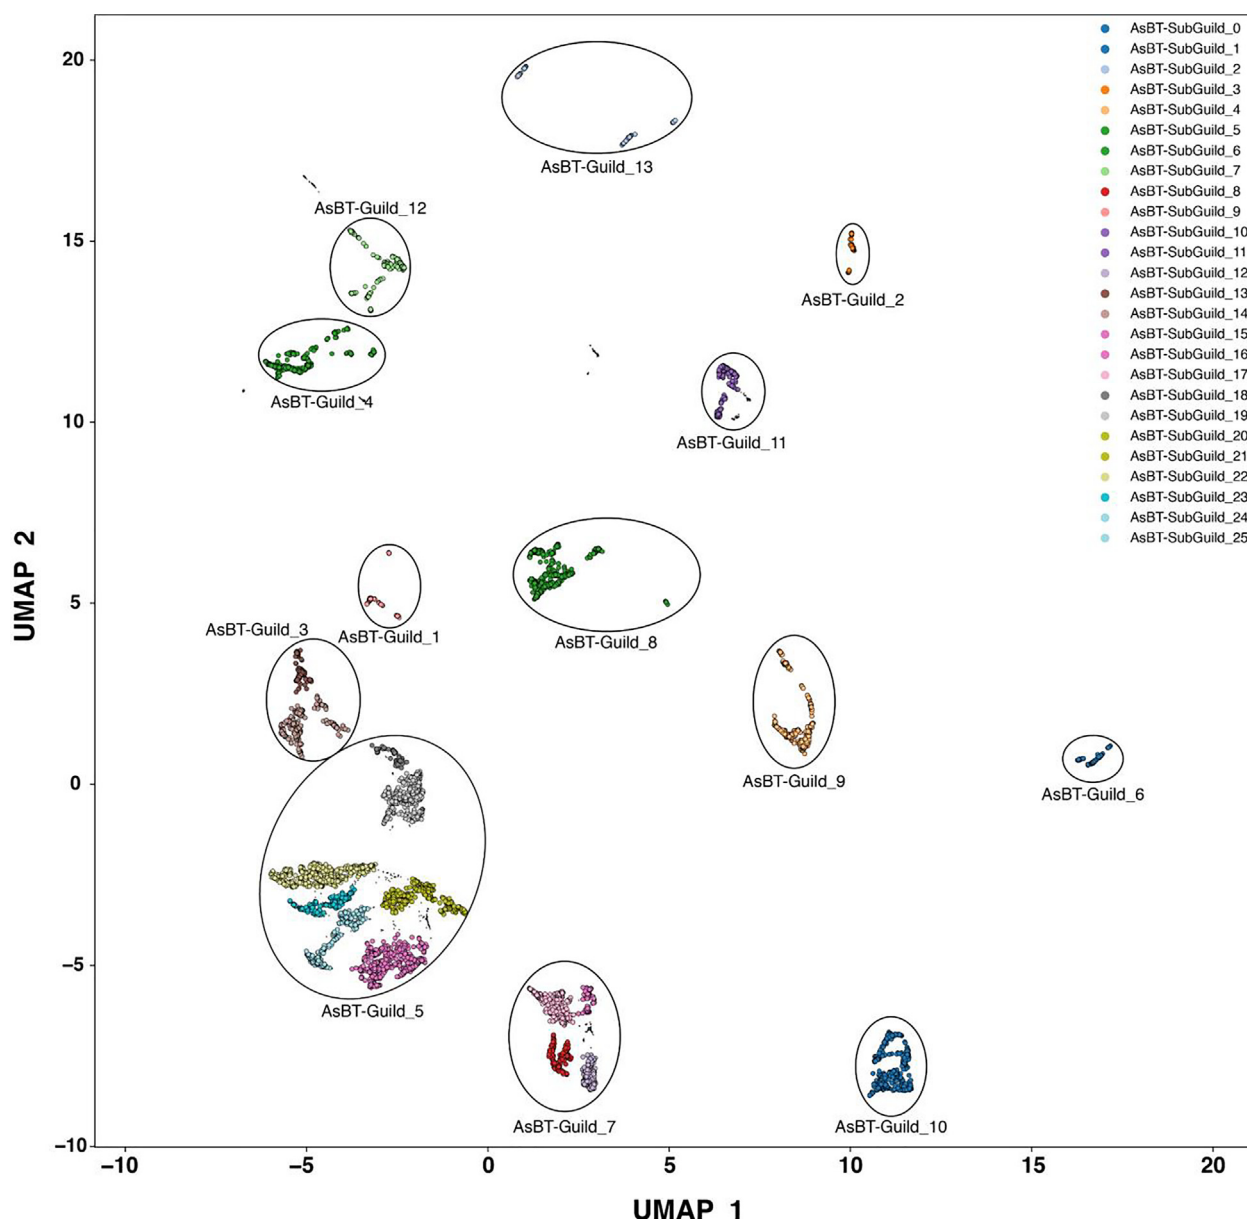 AsBT-SubGuild_0
AsBT-SubGuild_1
AsBT-SubGuild_2
AsBT-SubGuild_3
AsBT-SubGuild_4
AsBT-SubGuild_5
AsBT-SubGuild_6
AsBT-SubGuild_7
AsBT-SubGuild_8
AsBT-SubGuild_9
AsBT-SubGuild_10
AsBT-SubGuild_11
AsBT-SubGuild_12
AsBT-SubGuild_13
AsBT-SubGuild_14
AsBT-SubGuild_15
AsBT-SubGuild_16
AsBT-SubGuild_17
AsBT-SubGuild_18
AsBT-SubGuild_19
AsBT-SubGuild_20
AsBT-SubGuild_21
AsBT-SubGuild_22
AsBT-SubGuild_23
AsBT-SubGuild_24
AsBT-SubGuild_25
AsBT-Guild_13
AsBT-Guild_12
AsBT-Guild_2
AsBT-Guild_4
AsBT-Guild_11
AsBT-Guild_3
AsBT-Guild_1
AsBT-Guild_8
AsBT-Guild_9
AsBT-Guild_6
AsBT-Guild_5
AsBT-Guild_7
AsBT-Guild_10
20
15
10
5
0
−5
−10
UMAP_2
−10
−5
0
5
10
15
20
UMAP_1